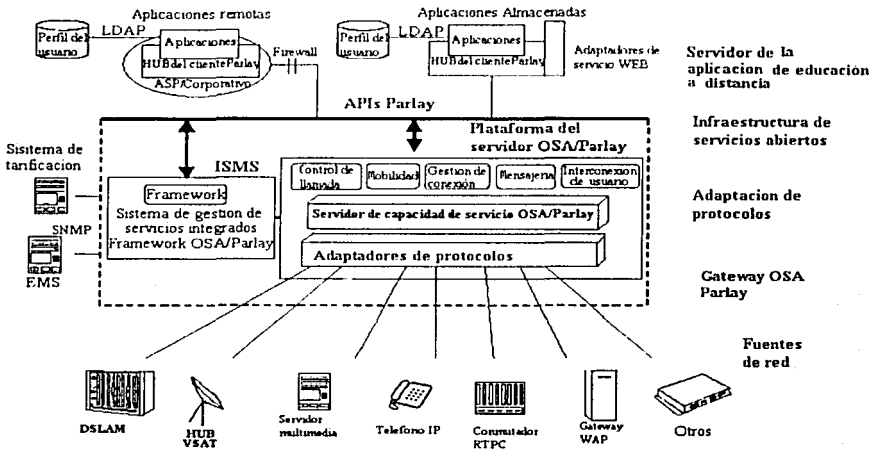 Aplicaciones remotas
Aplicaciones Almacenadas
Perfil del
usuario
LDAP
Aplicaciones
HUB del cliente Parlay
ASP/Corporativo
Firewall
Perfil del
usuario
LDAP
Aplicaciones
HUB del cliente Parlay
Adaptadores de
servicio WEB
Servidor de la
aplicacion de educación
a distancia
APIs Parlay
Infraestructura de
servicios abiertos
Plataforma del
servidor OSA/Parlay
Sisitema de
tarificacion
ISMS
Control de
llamada
Mobilidad
Gestion de
conexión
Mensajeria
Interconexion
de usuario
Framework
Sistema de gestion de
servicios integrados
Framework OSA/Parlay
Servidor de capacidad de servicio OSA/Parlay
Adaptacion de
protocolos
SNMP
EMS
Adaptadores de protocolos
Gateway OSA
Parlay
Fuentes
de red
DSLAM
HUB
VSAT
Servidor
multimedia
Telefono IP
Conmutador
RTPC
Gateway
WAP
Otros